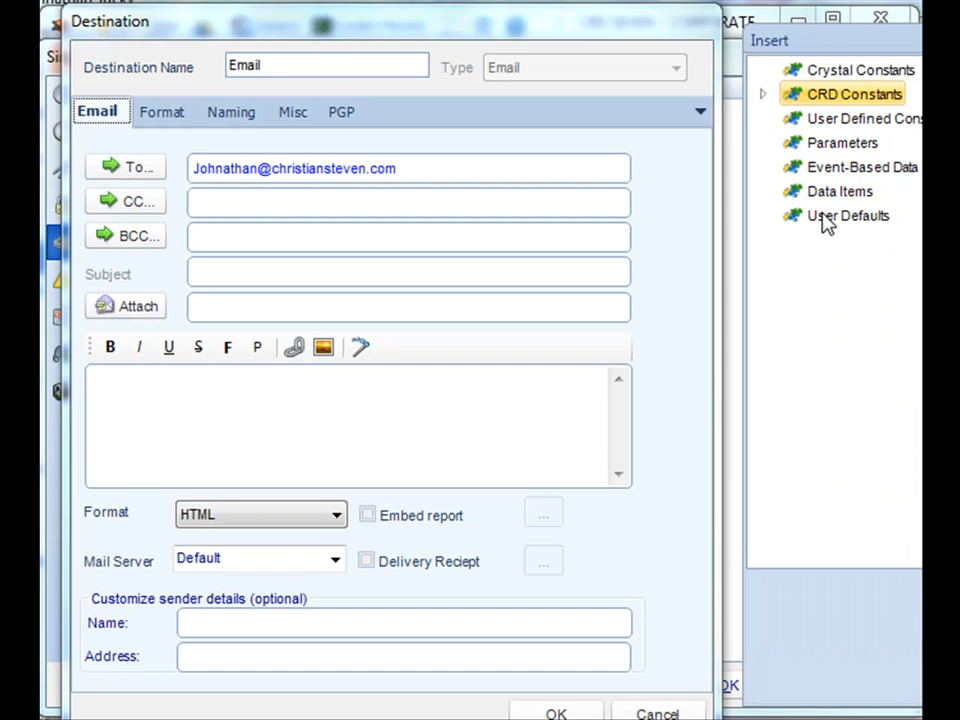 Destination
RATE
Insert
Destination Name
Email
Type
Email
Email
Format
Naming
Misc
PGP
To...
Johnathan@christiansteven.com
CC...
BCC...
Subject
Attach
B I U S F P
Format
HTML
Embed report
...
Mail Server
Default
Delivery Reciept
...
Customize sender details (optional)
Name:
Address:
OK
Cancel
Crystal Constants
CRD Constants
User Defined Cons
Parameters
Event-Based Data
Data Items
User Defaults
OK